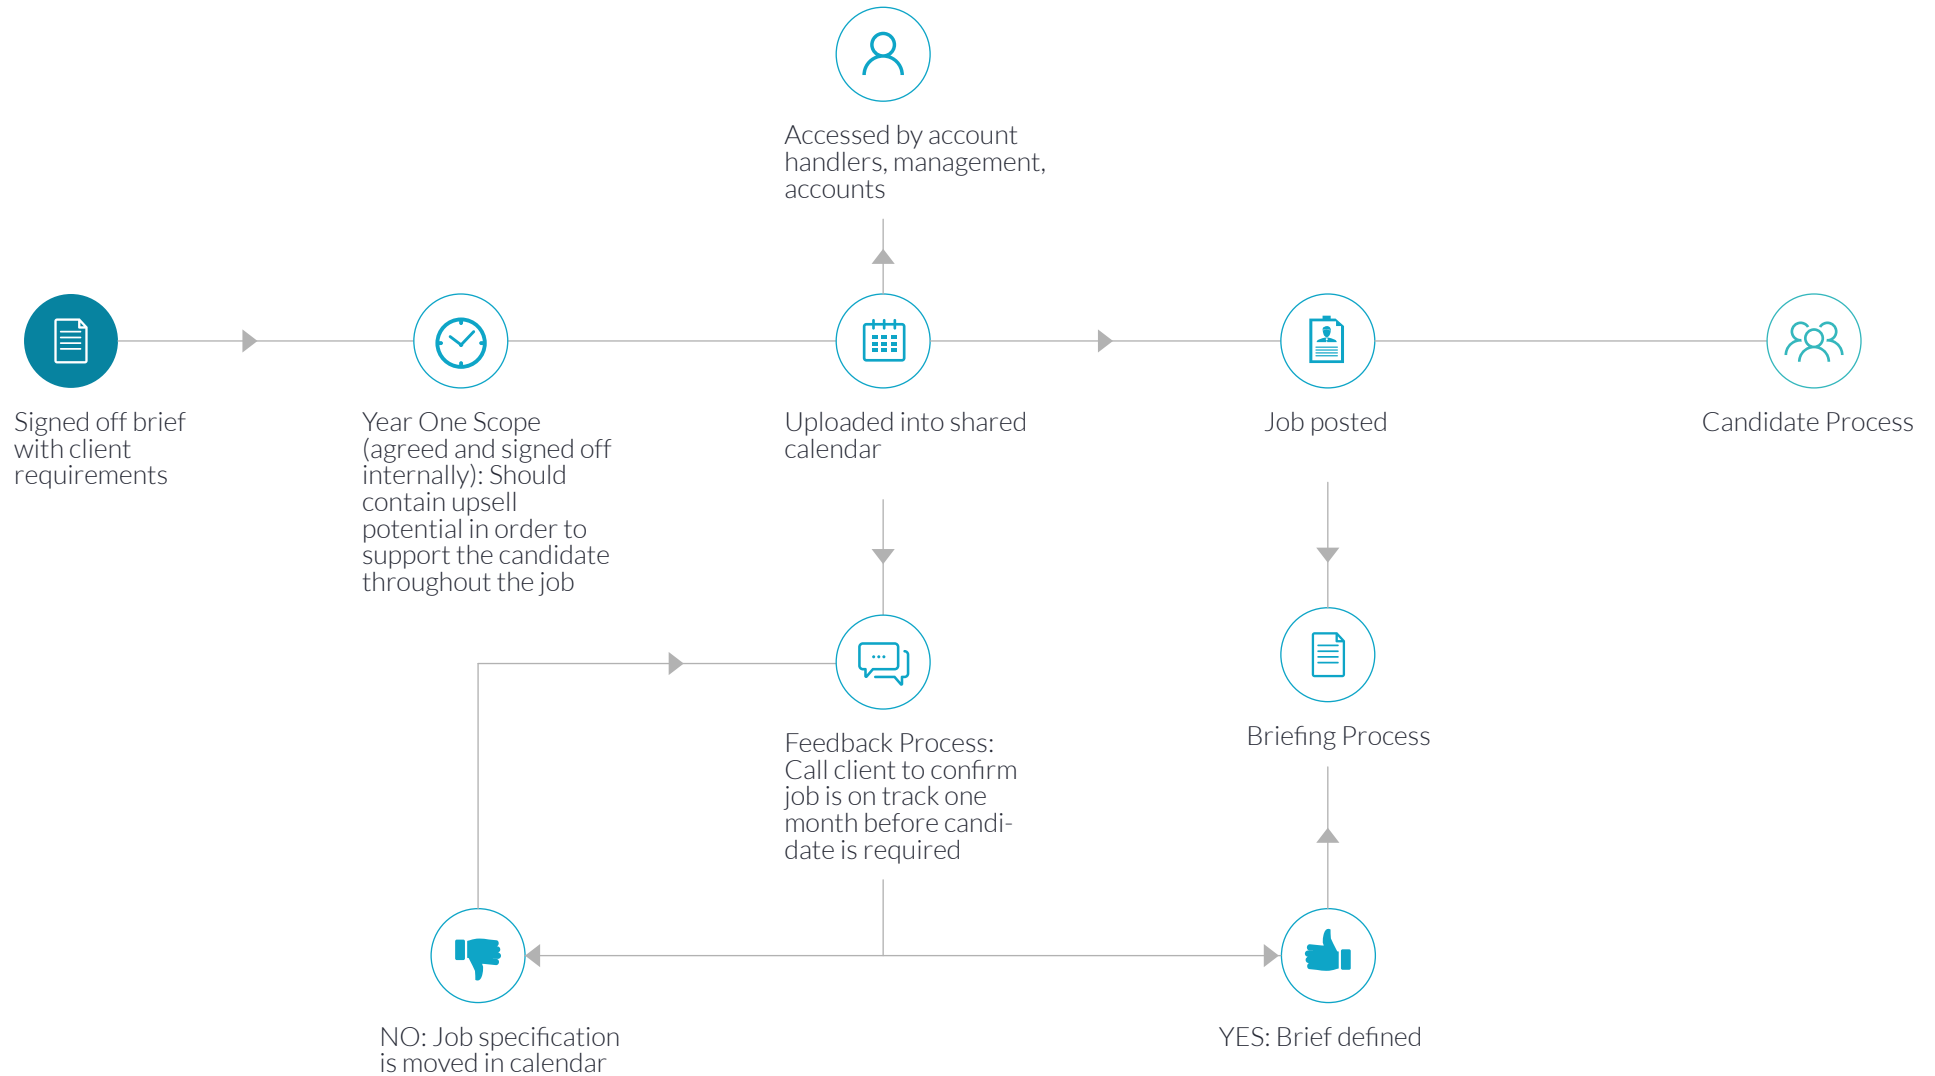 Accessed by account
handlers, management,
accounts
Signed off brief
with client
requirements
Year One Scope
(agreed and signed off
internally): Should
contain upsell
potential in order to
support the candidate
throughout the job
Uploaded into shared
calendar
Job posted
Candidate Process
Feedback Process:
Call client to confirm
job is on track one
month before candi-
date is required
Briefing Process
NO: Job specification
is moved in calendar
YES: Brief defined